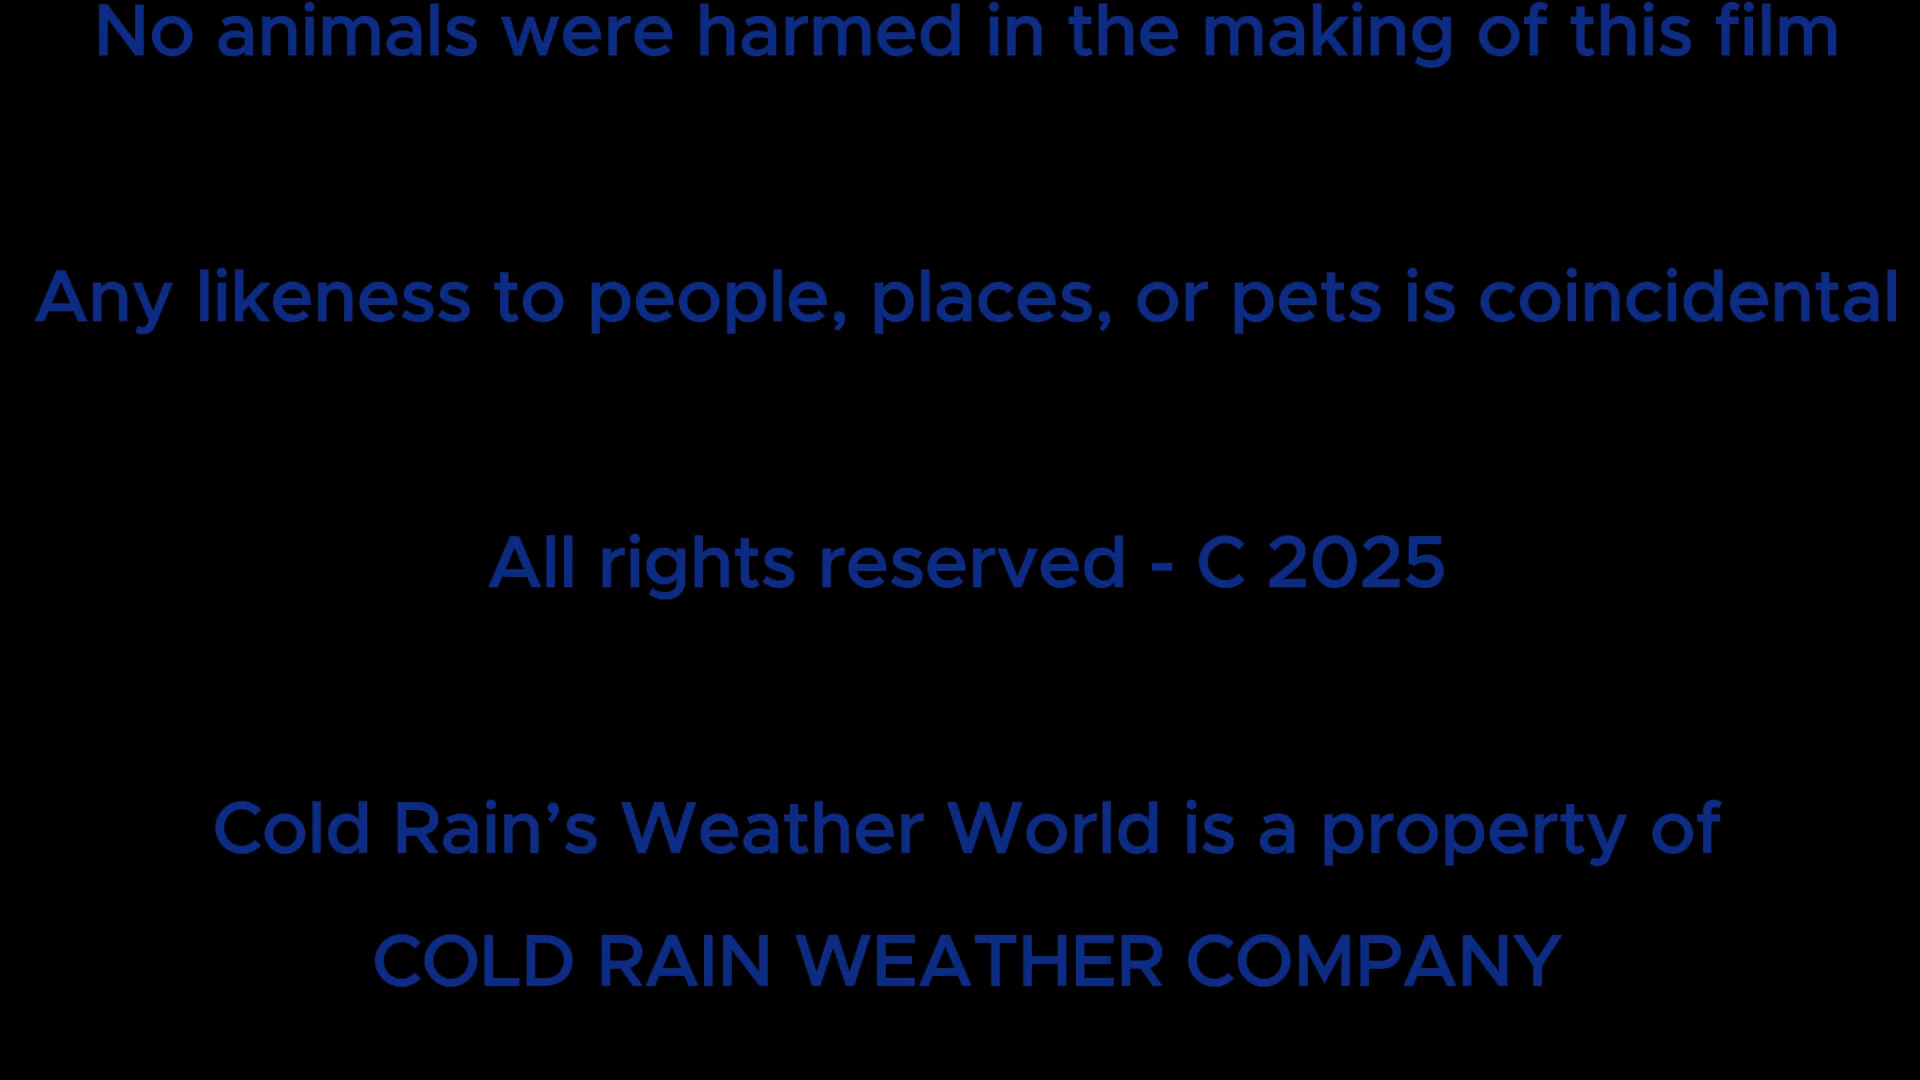 No animals were harmed in the making of this film
Any likeness to people, places, or pets is coincidental
All rights reserved - C 2025
Cold Rain’s Weather World is a property of
COLD RAIN WEATHER COMPANY